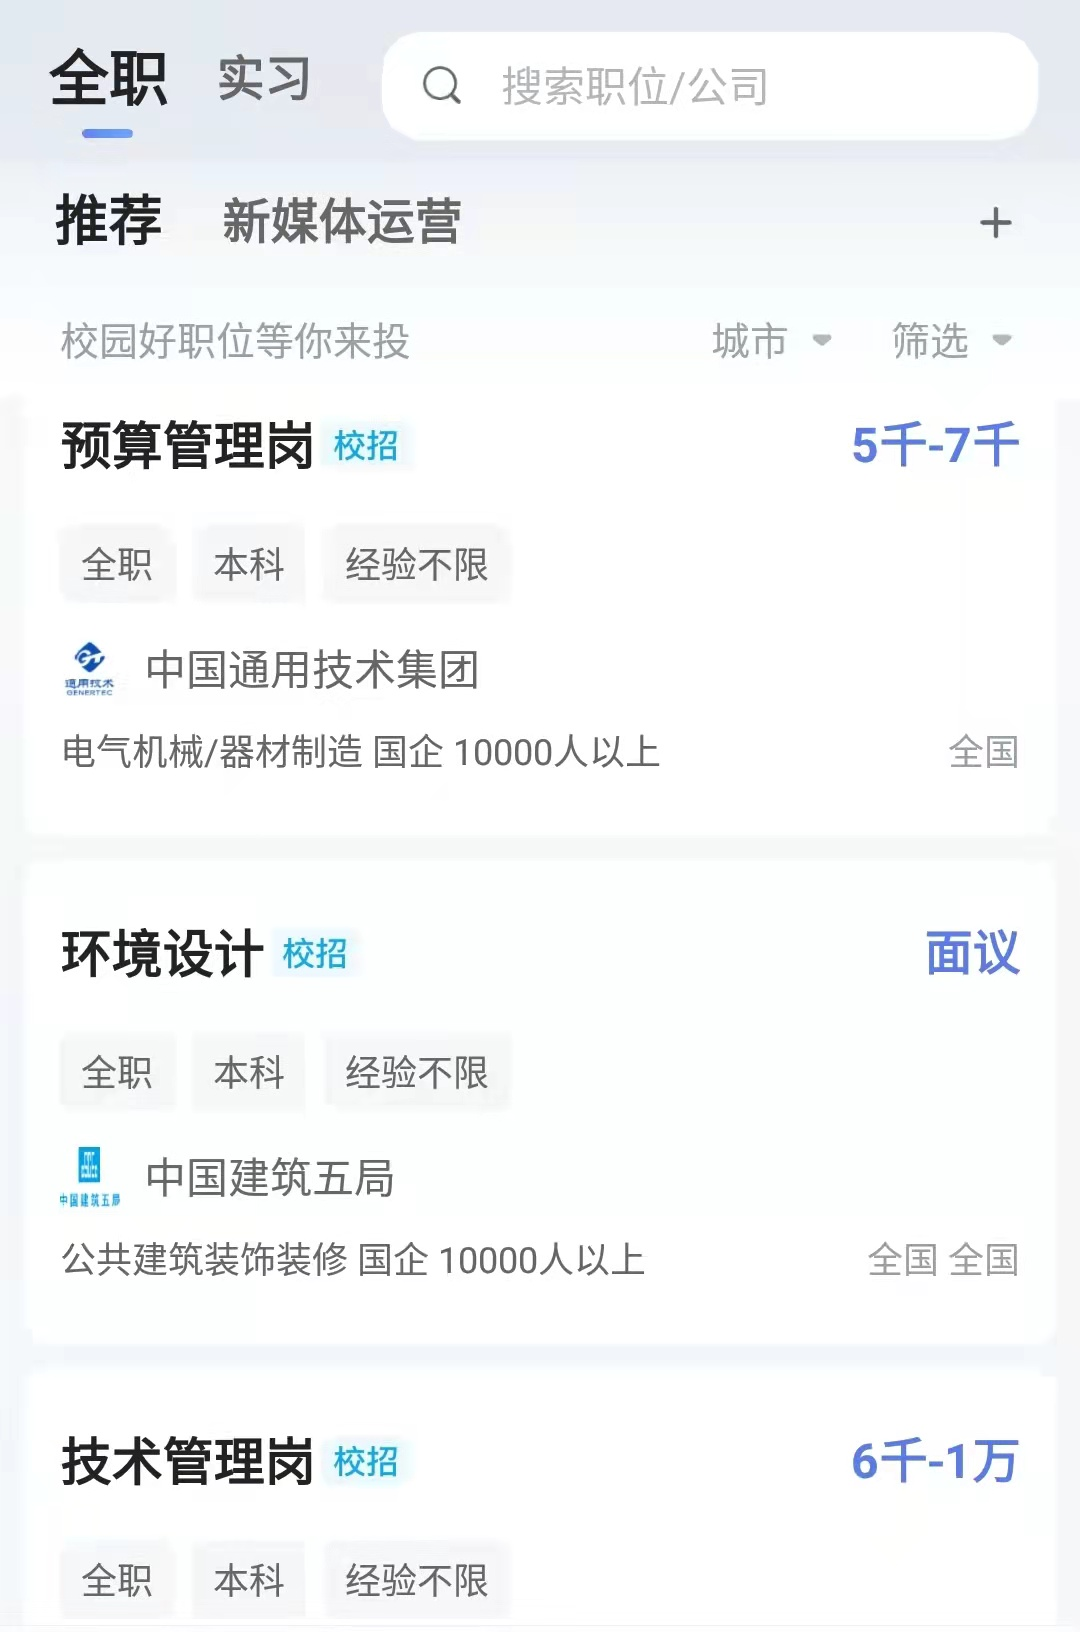 全职 实习 搜索职位/公司
推荐 新媒体运营 +
校园好职位等你来投 城市 筛选
预算管理岗 校招 5千-7千
全职 本科 经验不限
通用技术
GENERTEC
中国通用技术集团
电气机械/器材制造 国企 10000人以上 全国
环境设计 校招 面议
全职 本科 经验不限
中国建筑五局
中国建筑五局
公共建筑装饰装修 国企 10000人以上 全国 全国
技术管理岗 校招 6千-1万
全职 本科 经验不限